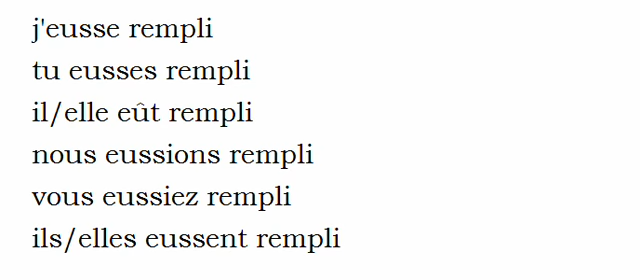 j'eusse rempli
tu eusses rempli
il/elle eût rempli
nous eussions rempli
vous eussiez rempli
ils/elles eussent rempli